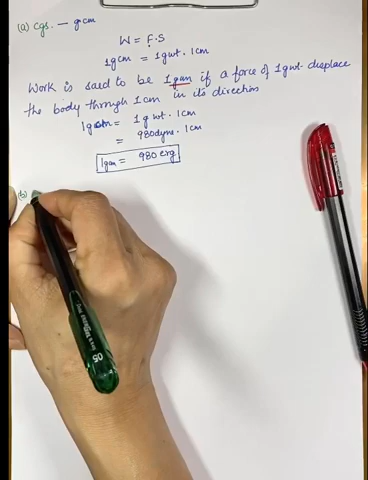 (a) cgs. — gcm
W = F.S
1gcm = 1gwt. 1cm
Work is said to be 1gcm if a force of 1gwt displace
the body through 1cm in its direction
1gcm = 1g wt. 1cm
= 980dyne. 1cm
1gcm = 980 erg
(b)
05